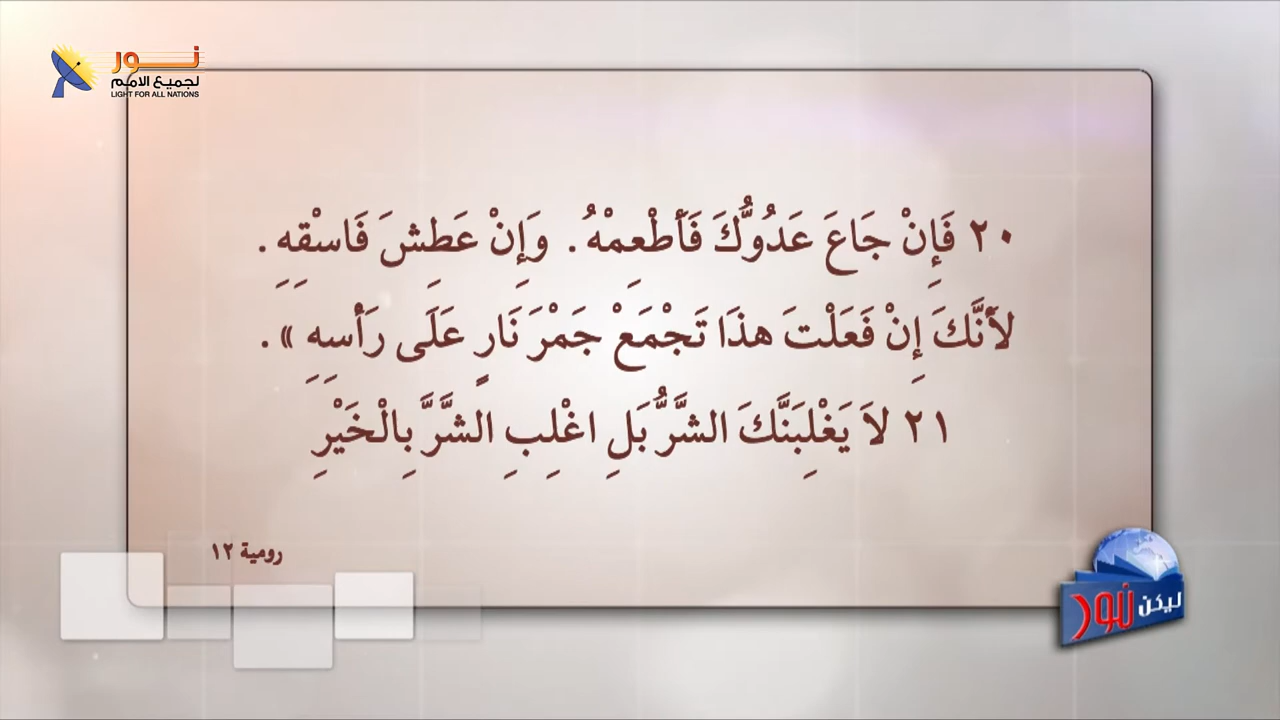 نـــور
لجميع الامم
LIGHT FOR ALL NATIONS
٢٠ فَإِنْ جَاعَ عَدُوُّكَ فَأَطْعِمْهُ. وَإِنْ عَطِشَ فَاسْقِهِ.
لأَنَّكَ إِنْ فَعَلْتَ هذَا تَجْمَعْ جَمْرَ نَارٍ عَلَى رَأْسِهِ».
٢١ لاَ يَغْلِبَنَّكَ الشَّرُّ بَلِ اغْلِبِ الشَّرَّ بِالْخَيْرِ
رومية ١٢
ليكن نور